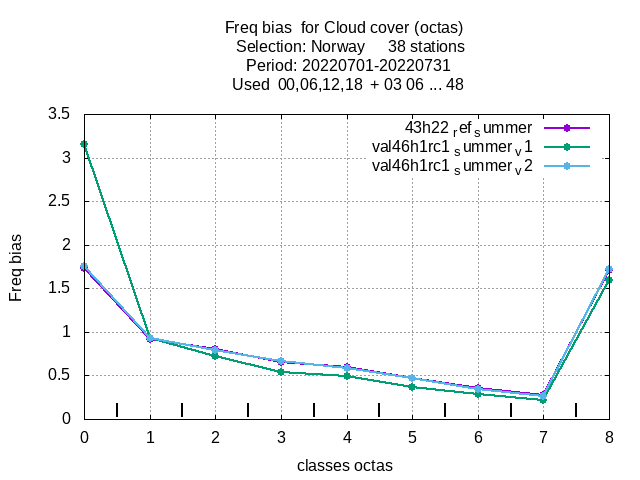 Freq bias  for Cloud cover (octas)
Selection: Norway     38 stations
Period: 20220701-20220731
Used  00,06,12,18  + 03 06 ... 48
3.5
3
2.5
2
1.5
1
0.5
0
Freq bias
43h22 ref summer
val46h1rc1 summer v1
val46h1rc1 summer v2
0 1 2 3 4 5 6 7 8
classes octas